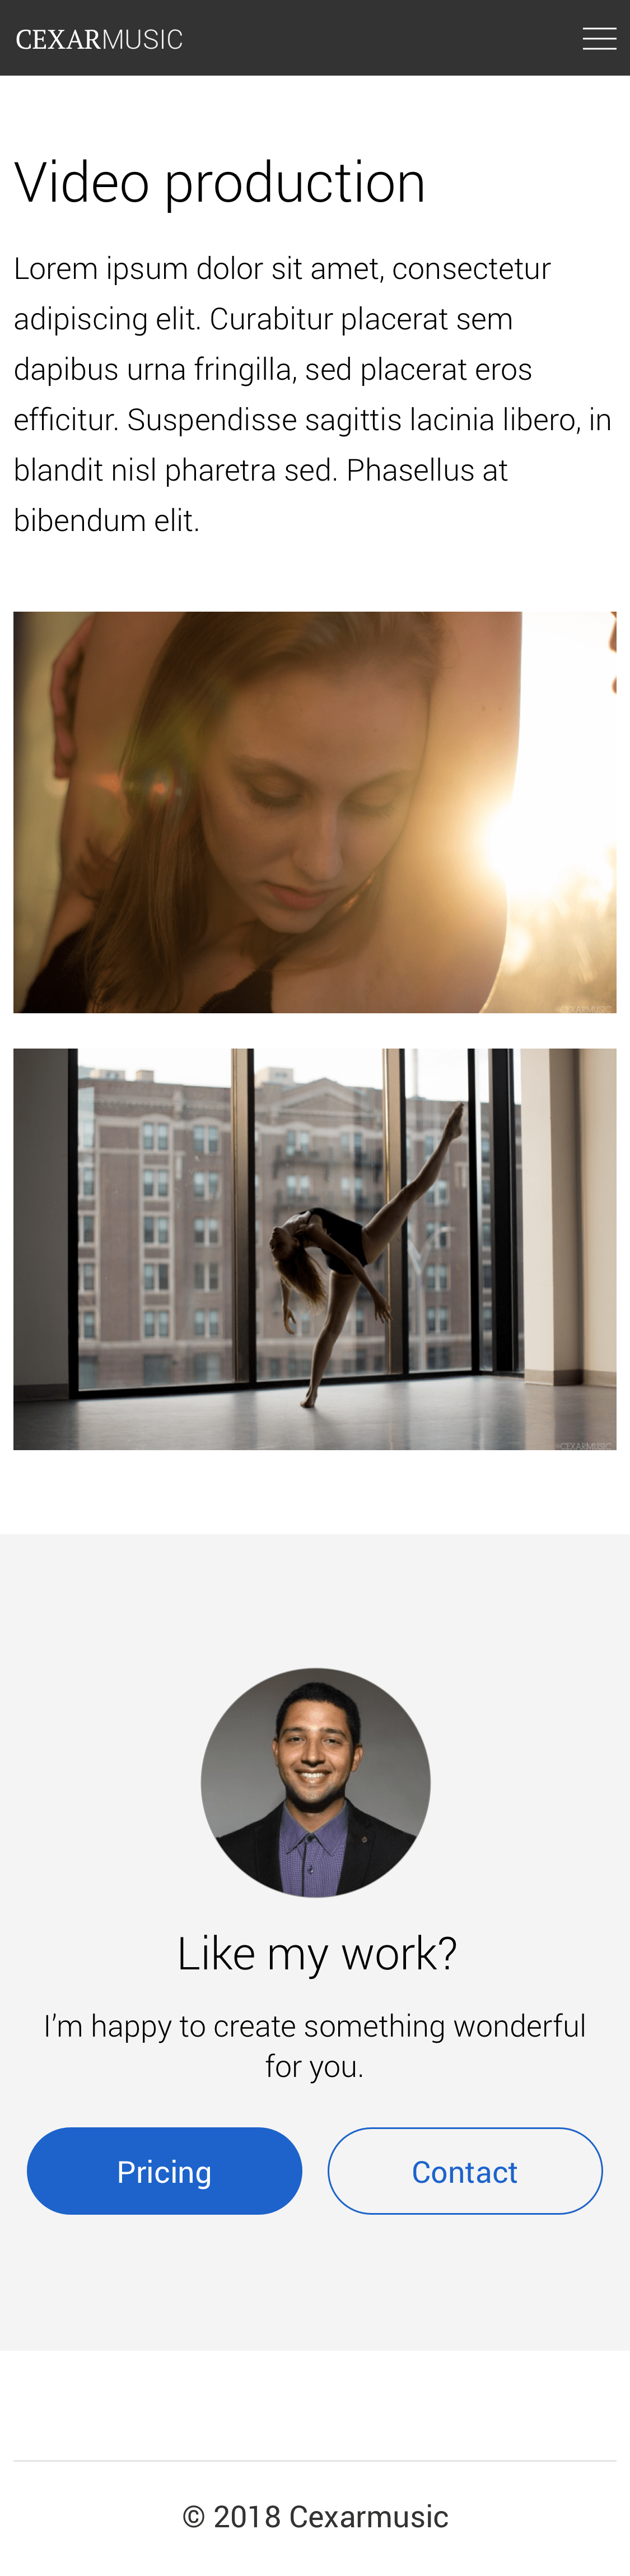 CEXARMUSIC
Video production
Lorem ipsum dolor sit amet, consectetur
adipiscing elit. Curabitur placerat sem
dapibus urna fringilla, sed placerat eros
efficitur. Suspendisse sagittis lacinia libero, in
blandit nisl pharetra sed. Phasellus at
bibendum elit.
©CEXARMUSIC
©CEXARMUSIC
Like my work?
I’m happy to create something wonderful
for you.
Pricing
Contact
© 2018 Cexarmusic